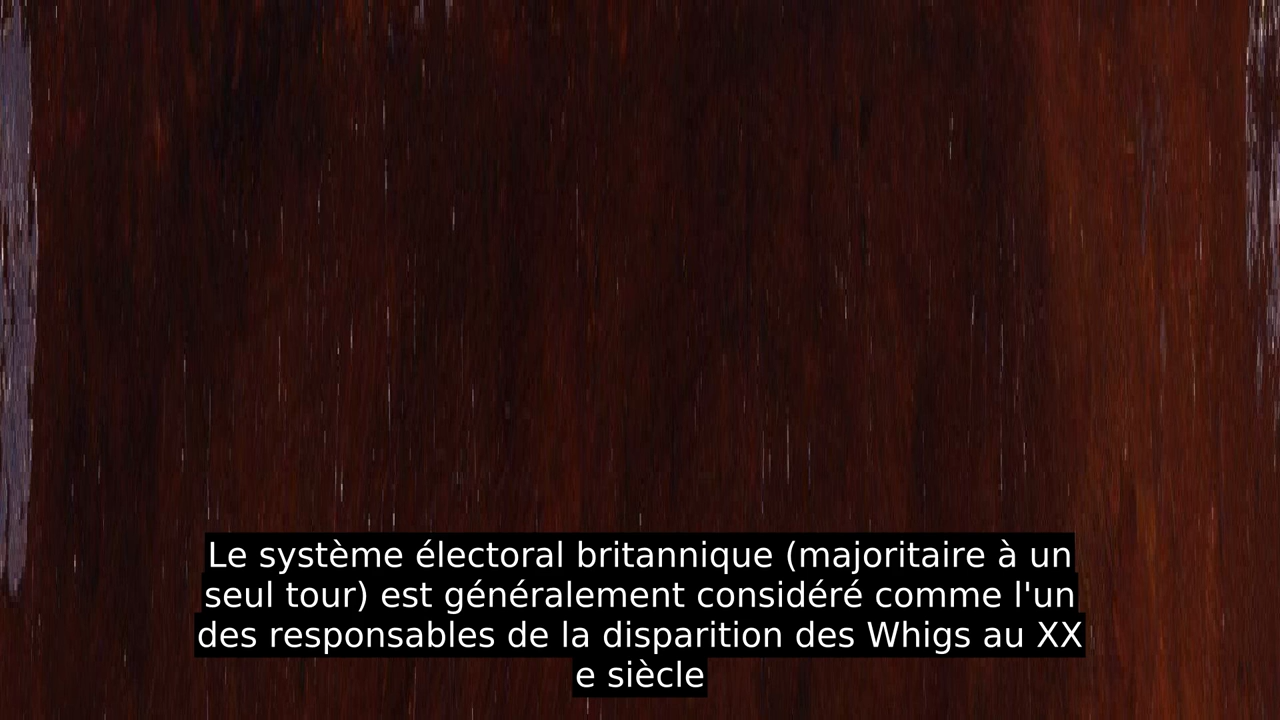 Le système électoral britannique (majoritaire à un
seul tour) est généralement considéré comme l'un
des responsables de la disparition des Whigs au XX
e siècle